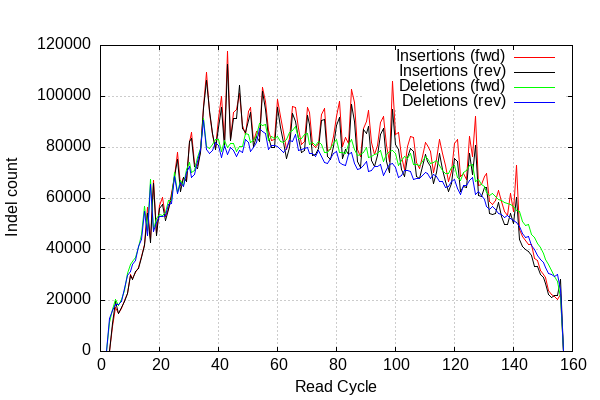 120000
Insertions (fwd)
Insertions (rev)
Deletions (fwd)
Deletions (rev)
100000
80000
60000
40000
20000
0
Indel count
0 20 40 60 80 100 120 140 160
Read Cycle